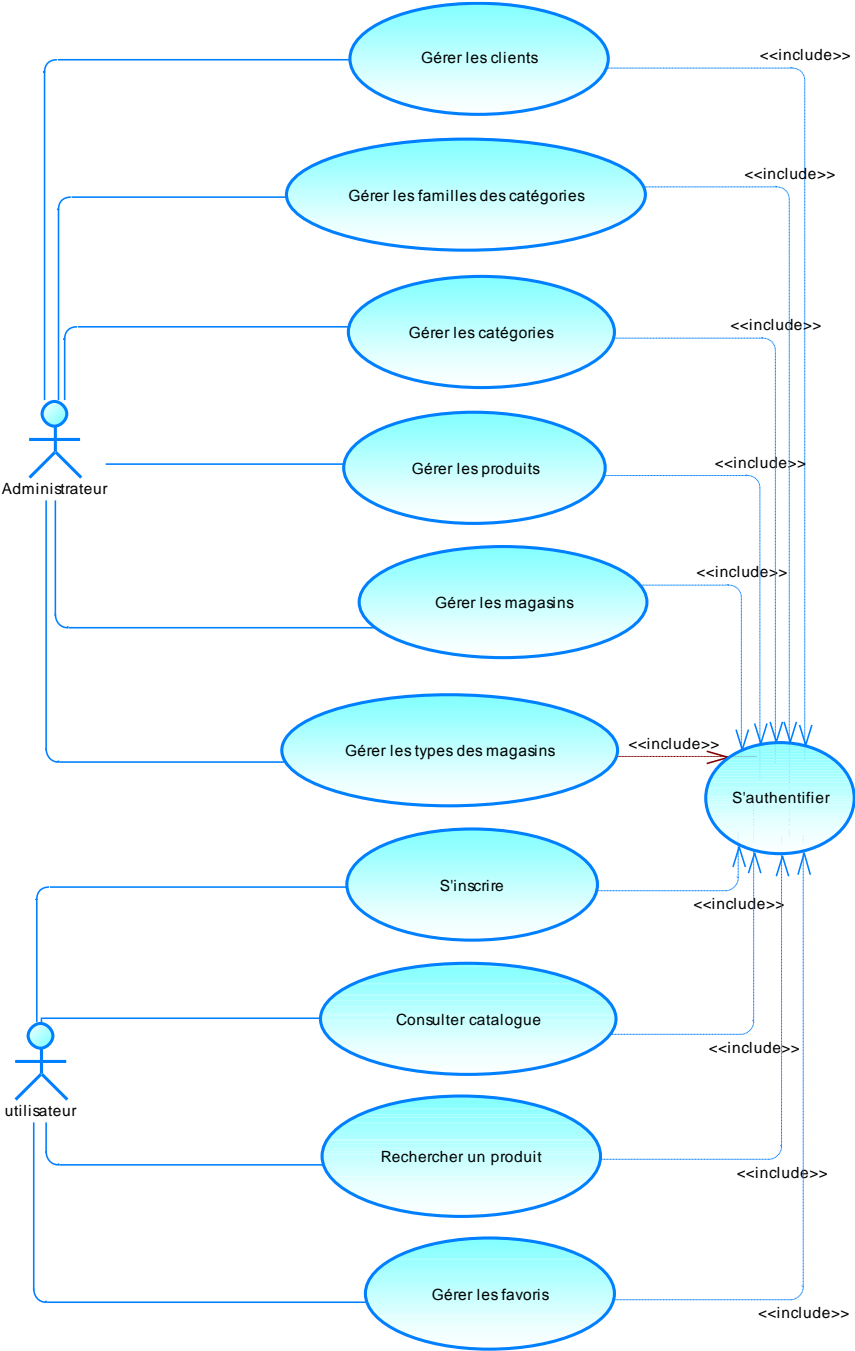 Gérer les clients
<<include>>
Gérer les familles des catégories
<<include>>
Gérer les catégories
<<include>>
Administrateur
Gérer les produits
<<include>>
Gérer les magasins
<<include>>
Gérer les types des magasins
<<include>>
S'authentifier
S'inscrire
<<include>>
Consulter catalogue
<<include>>
utilisateur
Rechercher un produit
<<include>>
Gérer les favoris
<<include>>